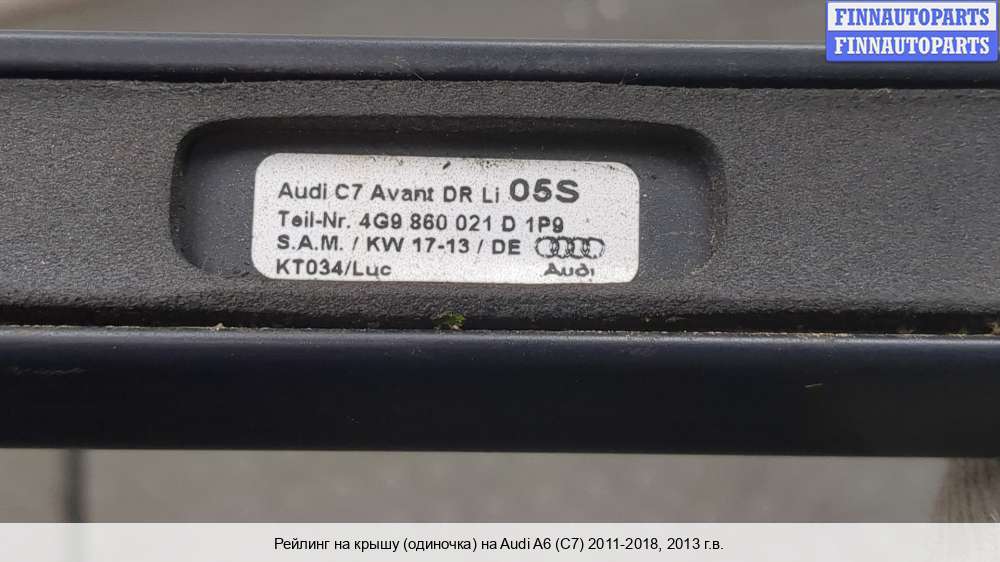 FINNAUTOPARTS
FINNAUTOPARTS
Audi C7 Avant DR Li 05S
Teil-Nr. 4G9 860 021 D 1P9
S.A.M. / KW 17-13 / DE
KT034/Luc Audi
Рейлинг на крышу (одиночка) на Audi A6 (C7) 2011-2018, 2013 г.в.